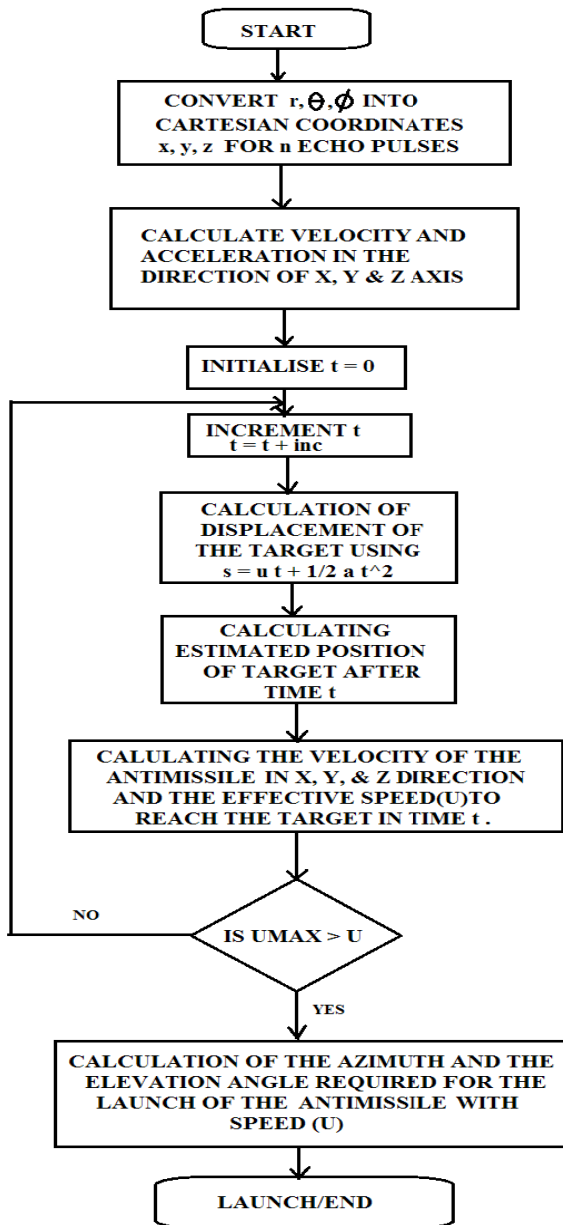 START
CONVERT r, θ, ϕ INTO
CARTESIAN COORDINATES
x, y, z FOR n ECHO PULSES
CALCULATE VELOCITY AND
ACCELERATION IN THE
DIRECTION OF X, Y & Z AXIS
INITIALISE t = 0
INCREMENT t
t = t + inc
CALCULATION OF
DISPLACEMENT OF
THE TARGET USING
s = u t + 1/2 a t^2
CALCULATING
ESTIMATED POSITION
OF TARGET AFTER
TIME t
CALULATING THE VELOCITY OF THE
ANTIMISSILE IN X, Y, & Z DIRECTION
AND THE EFFECTIVE SPEED(U)TO
REACH THE TARGET IN TIME t .
NO
IS UMAX > U
YES
CALCULATION OF THE AZIMUTH AND THE
ELEVATION ANGLE REQUIRED FOR THE
LAUNCH OF THE ANTIMISSILE WITH
SPEED (U)
LAUNCH/END